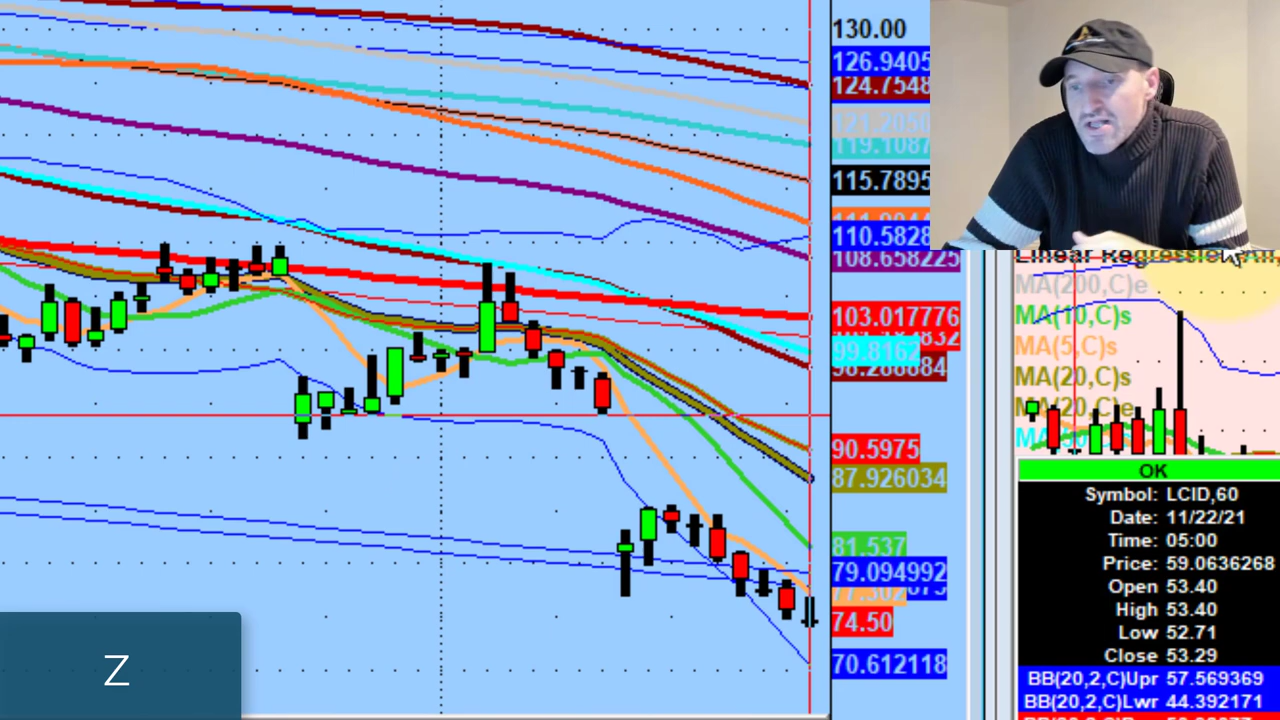 130.00
126.9405
124.7548
119.1087
115.7895
110.5828
108.658225
103.017776
99.8162
90.5975
87.926034
81.537
79.094992
74.50
70.612118
MA(200,C)e
MA(10,C)s
MA(5,C)s
MA(20,C)s
MA(20,C)e
OK
Symbol: LCID,60
Date: 11/22/21
Time: 05:00
Price: 59.0636268
Open 53.40
High 53.40
Low 52.71
Close 53.29
BB(20,2,C)Upr 57.569369
BB(20,2,C)Lwr 44.392171
Z